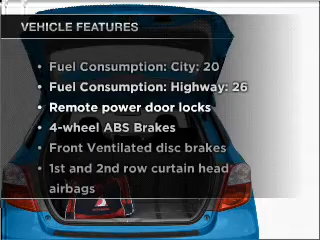 VEHICLE FEATURES
• Fuel Consumption: City: 20
• Fuel Consumption: Highway: 26
• Remote power door locks
• 4-wheel ABS Brakes
• Front Ventilated disc brakes
• 1st and 2nd row curtain head
airbags